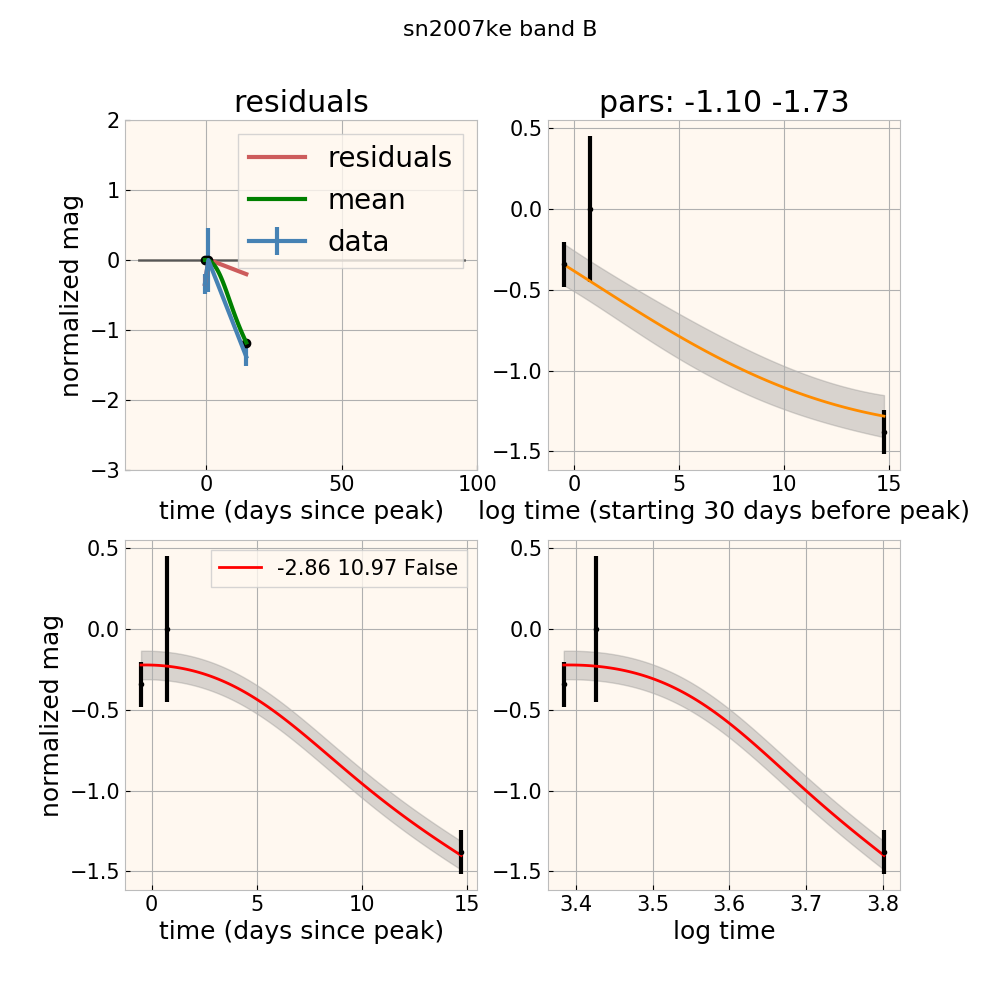 sn2007ke band B
residuals
2
1
0
−1
−2
−3
0
50
100
normalized mag
time (days since peak)
residuals
mean
data
pars: -1.10 -1.73
0.5
0.0
−0.5
−1.0
−1.5
0
5
10
15
log time (starting 30 days before peak)
0.5
0.0
−0.5
−1.0
−1.5
0
5
10
15
normalized mag
time (days since peak)
-2.86 10.97 False
0.5
0.0
−0.5
−1.0
−1.5
3.4
3.5
3.6
3.7
3.8
log time